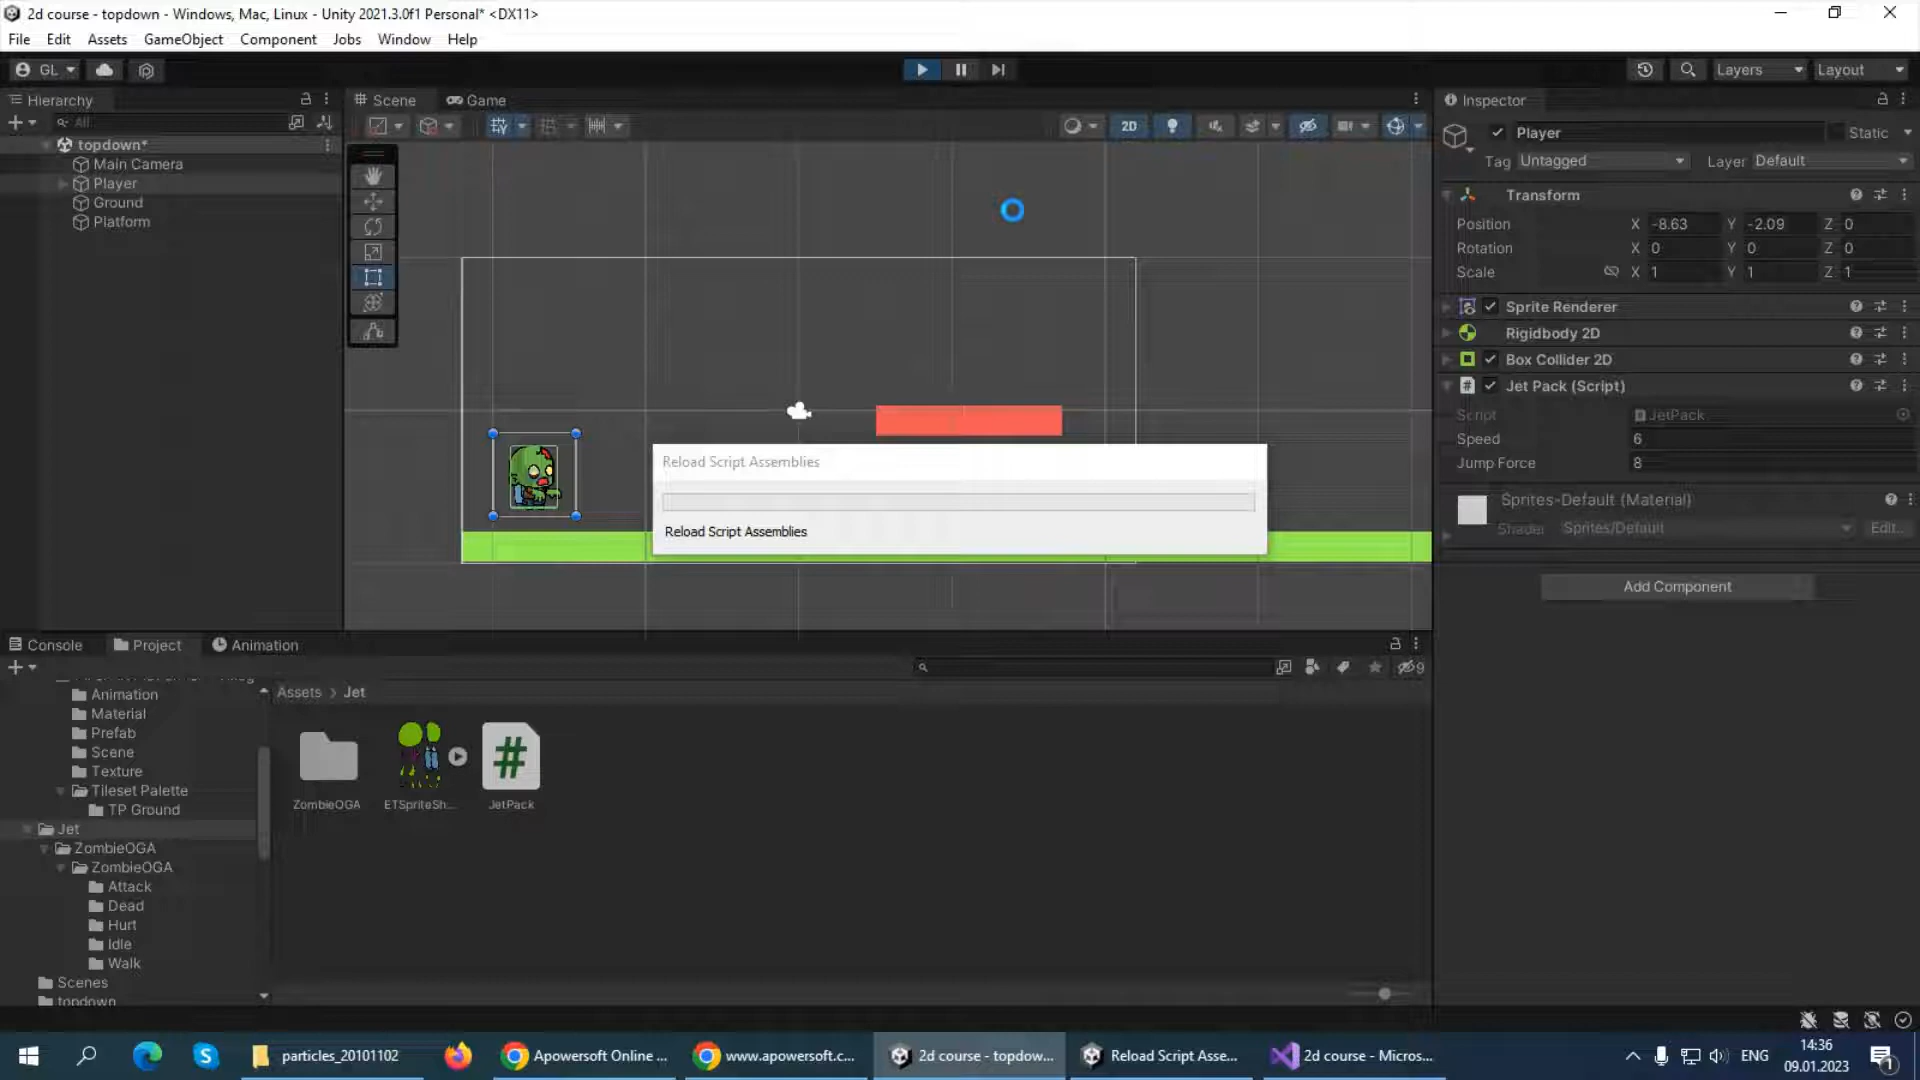 2d course - topdown - Windows, Mac, Linux - Unity 2021.3.0f1 Personal* <DX11>
File Edit Assets GameObject Component Jobs Window Help
GL
Layers
Layout
Hierarchy
Scene
Game
Inspector
All
2D
topdown*
Main Camera
Player
Ground
Platform
Player
Static
Tag Untagged
Layer Default
Transform
Position X -8.63 Y -2.09 Z 0
Rotation X 0 Y 0 Z 0
Scale X 1 Y 1 Z 1
Sprite Renderer
Rigidbody 2D
Box Collider 2D
Jet Pack (Script)
Script JetPack
Speed 6
Jump Force 8
Sprites-Default (Material)
Shader Sprites/Default
Edit...
Add Component
Reload Script Assemblies
Reload Script Assemblies
Console
Project
Animation
9
Assets > Jet
Animation
Material
Prefab
Scene
Texture
Tileset Palette
TP Ground
Jet
ZombieOGA
ZombieOGA
Attack
Dead
Hurt
Idle
Walk
Scenes
topdown
ZombieOGA
ETSpriteSh...
JetPack
particles_20101102
Apowersoft Online ...
www.apowersoft.c...
2d course - topdow...
Reload Script Asse...
2d course - Micros...
ENG
14:36
09.01.2023
1